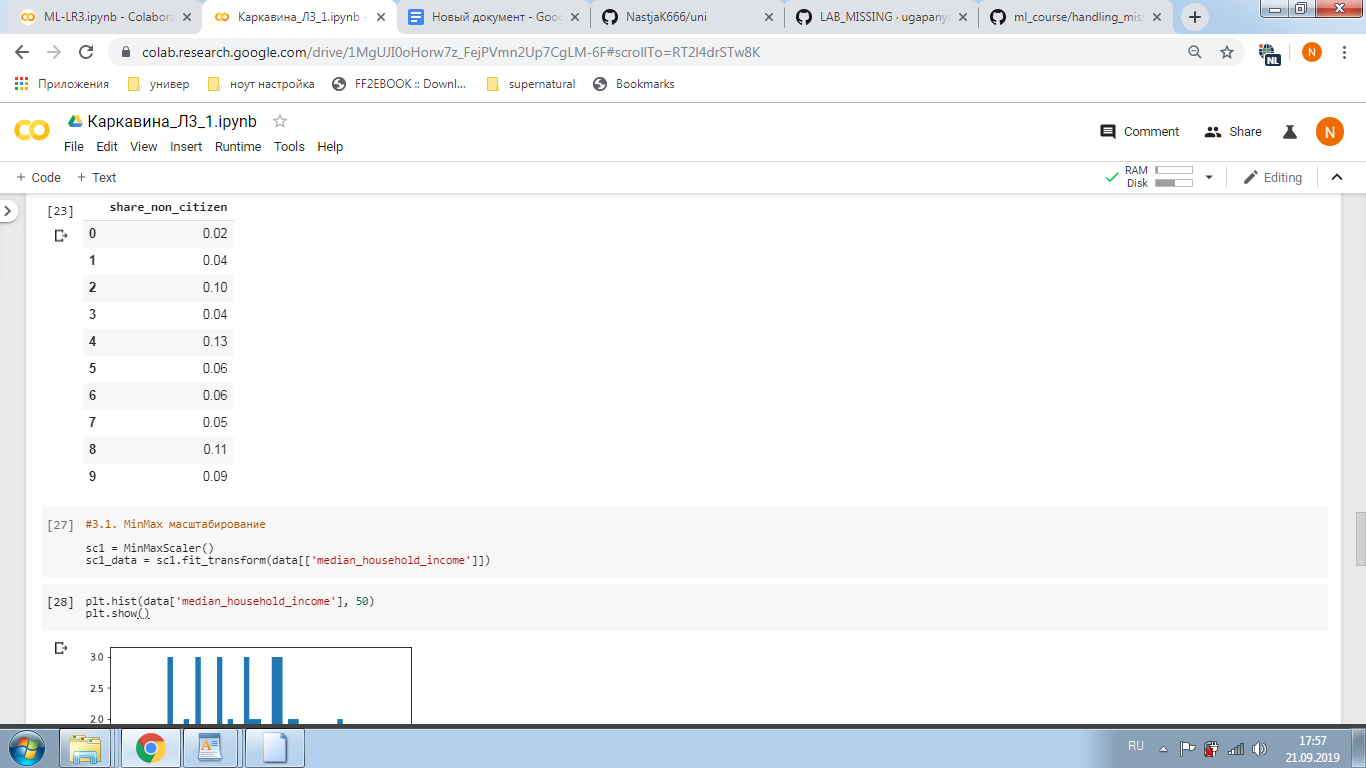 ML-LR3.ipynb - Colabora
Каркавина_Л3_1.ipynb -
Новый документ - Goog
NastjaK666/uni
LAB_MISSING · ugapanyu
ml_course/handling_miss
colab.research.google.com/drive/1MgUJI0oHorw7z_FejPVmn2Up7CgLM-6F#scrollTo=RT2I4drSTw8K
NL
N
Приложения
универ
ноут настройка
FF2EBOOK :: Downl...
supernatural
Bookmarks
Каркавина_Л3_1.ipynb
Comment
Share
N
File Edit View Insert Runtime Tools Help
+ Code + Text
RAM
Disk
Editing
[23] share_non_citizen
0 0.02
1 0.04
2 0.10
3 0.04
4 0.13
5 0.06
6 0.06
7 0.05
8 0.11
9 0.09
[27] #3.1. MinMax масштабирование
sc1 = MinMaxScaler()
sc1_data = sc1.fit_transform(data[['median_household_income']])
[28] plt.hist(data['median_household_income'], 50)
plt.show()
3.0
2.5
2.0
RU
17:57
21.09.2019